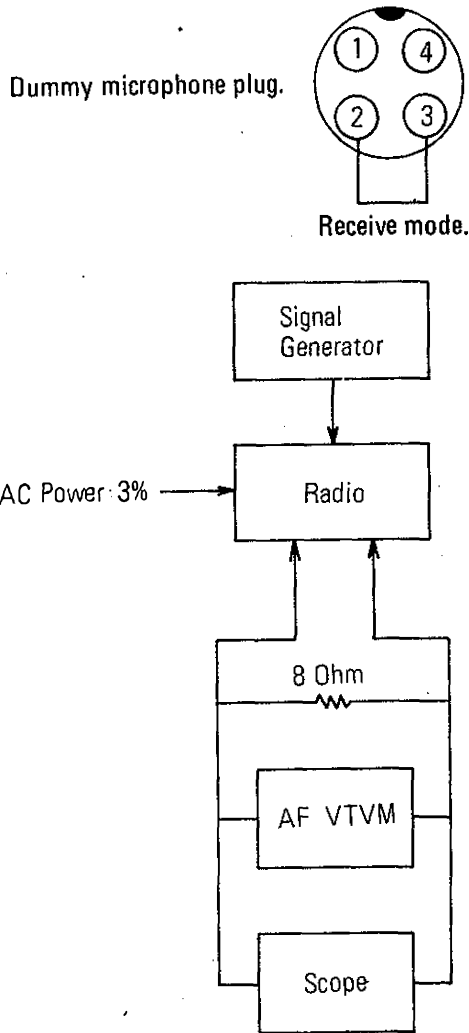 1 4
Dummy microphone plug.
2 3
Receive mode.
Signal
Generator
AC Power 3%
Radio
8 Ohm
AF VTVM
Scope